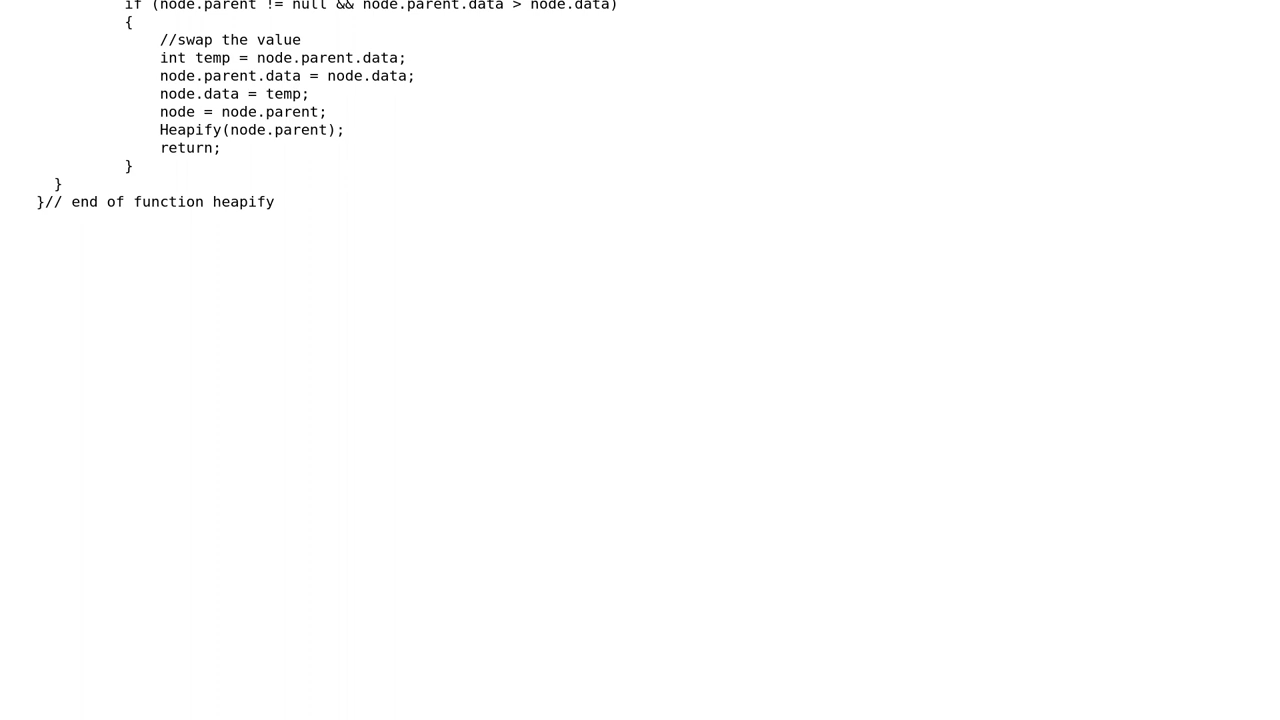 if (node.parent != null && node.parent.data > node.data)
{
//swap the value
int temp = node.parent.data;
node.parent.data = node.data;
node.data = temp;
node = node.parent;
Heapify(node.parent);
return;
}
}
}// end of function heapify